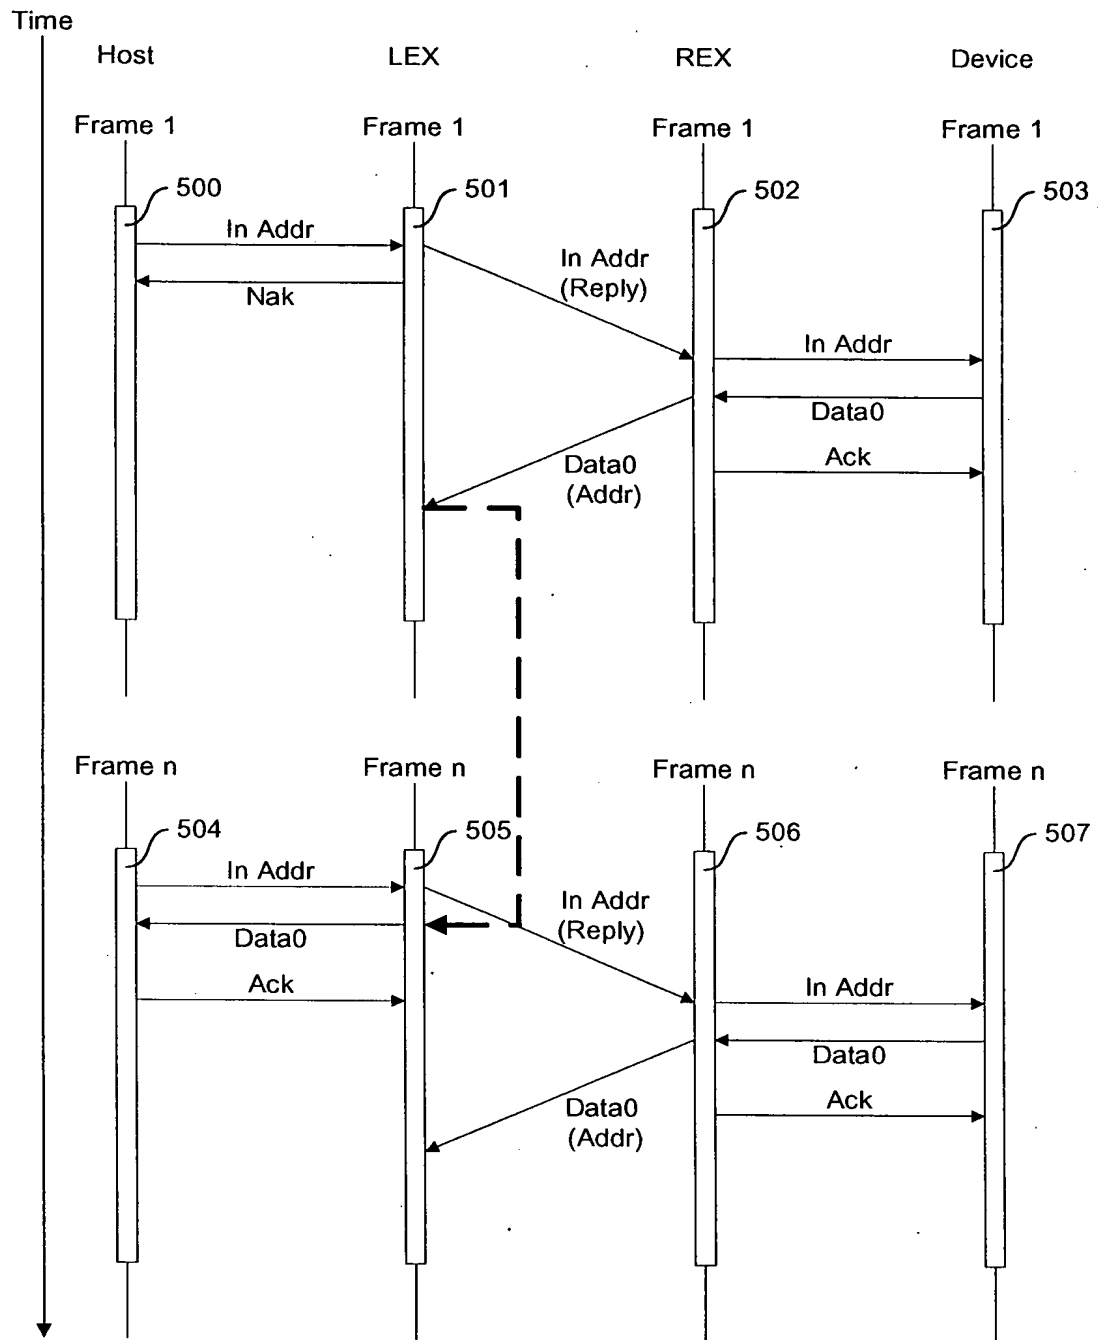 Time
Host LEX REX Device
Frame 1 Frame 1 Frame 1 Frame 1
500 501 502 503
In Addr
Nak
In Addr
(Reply)
In Addr
Data0
Data0
(Addr)
Ack
Frame n Frame n Frame n Frame n
504 505 506 507
In Addr
Data0
In Addr
(Reply)
Ack
In Addr
Data0
Data0
(Addr)
Ack